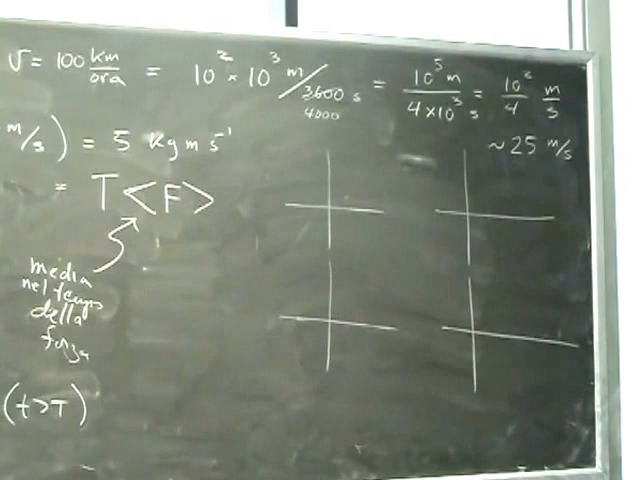 v = 100 km/ora = 10² × 10³ m / 3600 s = 10⁵ m / 4 × 10³ s = 10² / 4 m/s
4000
~ 25 m/s
m/s) = 5 Kg m s⁻¹
= T <F>
media
nel tempo
della
forza
(t>T)